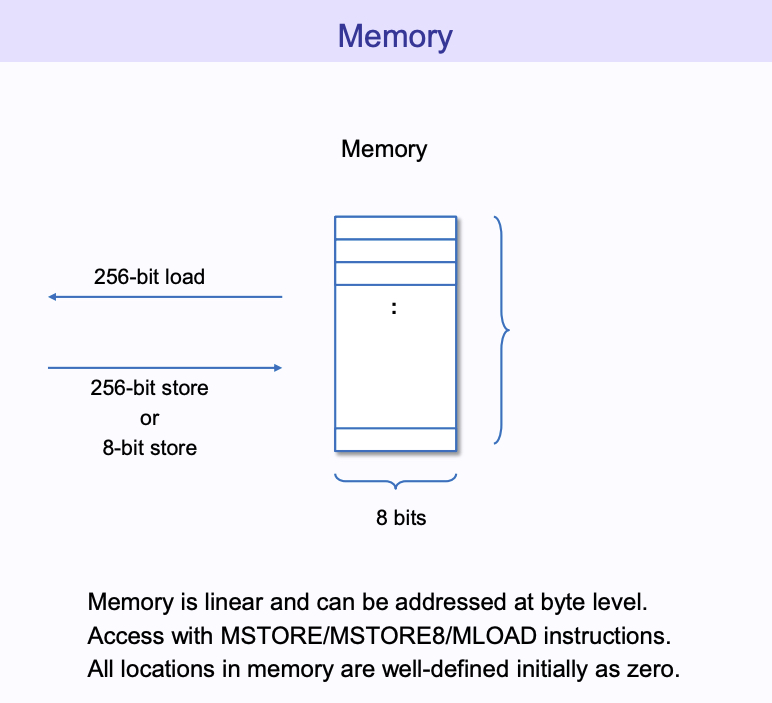 Memory
Memory
256-bit load
:
256-bit store
or
8-bit store
8 bits
Memory is linear and can be addressed at byte level.
Access with MSTORE/MSTORE8/MLOAD instructions.
All locations in memory are well-defined initially as zero.